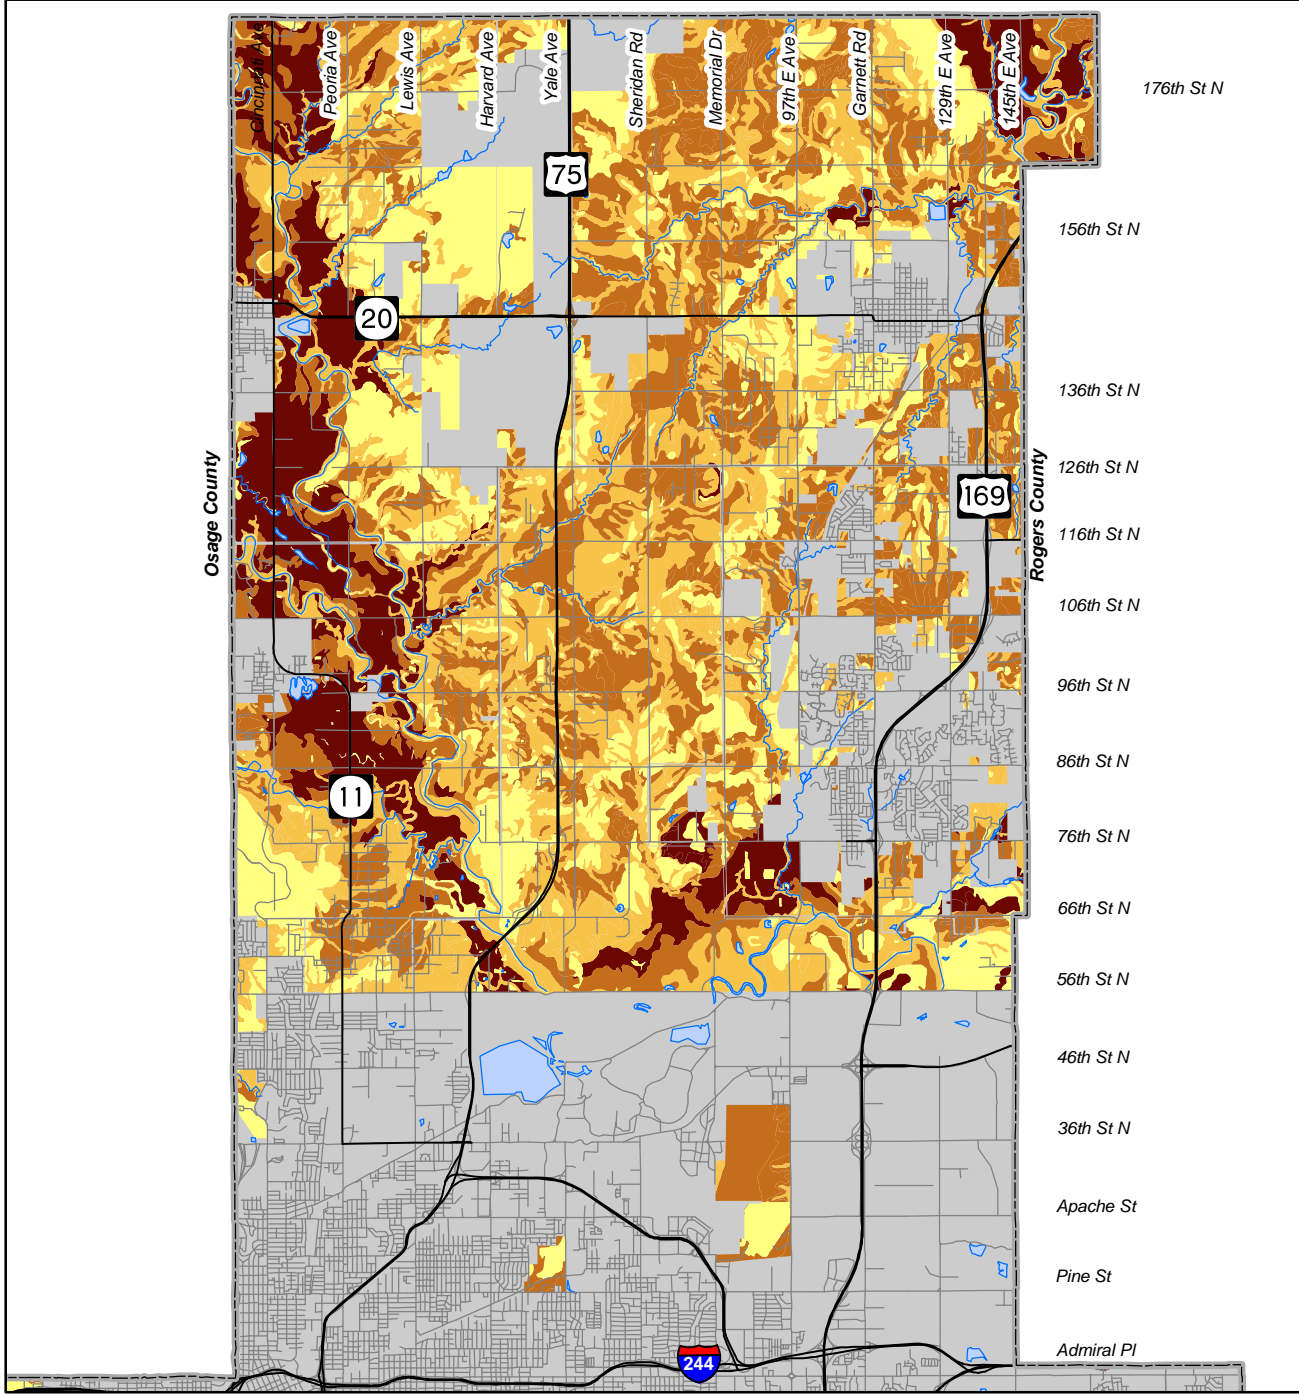 Cincinnati Ave
Peoria Ave
Lewis Ave
Harvard Ave
Yale Ave
Sheridan Rd
Memorial Dr
97th E Ave
Garnett Rd
129th E Ave
145th E Ave
176th St N
75
156th St N
20
136th St N
126th St N
169
116th St N
Osage County
Rogers County
106th St N
96th St N
86th St N
11
76th St N
66th St N
56th St N
46th St N
36th St N
Apache St
Pine St
Admiral Pl
244